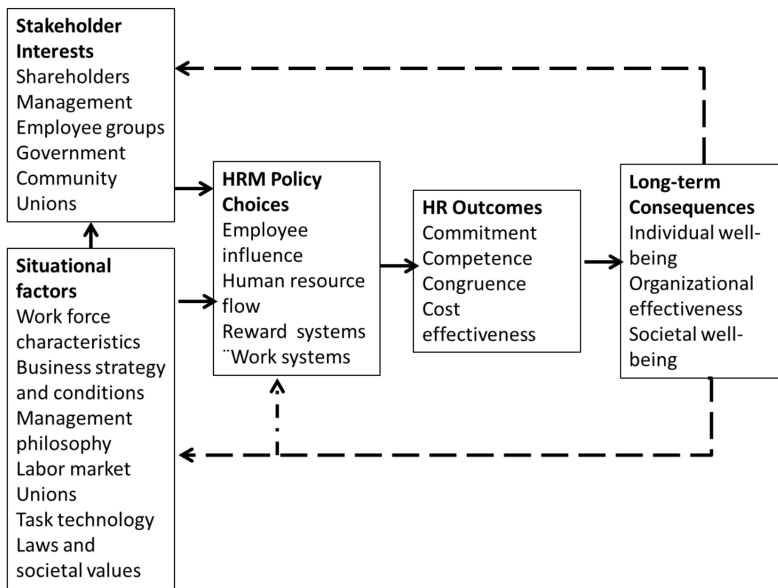 Stakeholder
Interests
Shareholders
Management
Employee groups
Government
Community
Unions
Situational
factors
Work force
characteristics
Business strategy
and conditions
Management
philosophy
Labor market
Unions
Task technology
Laws and
societal values
HRM Policy
Choices
Employee
influence
Human resource
flow
Reward systems
¨Work systems
HR Outcomes
Commitment
Competence
Congruence
Cost
effectiveness
Long-term
Consequences
Individual well-
being
Organizational
effectiveness
Societal well-
being